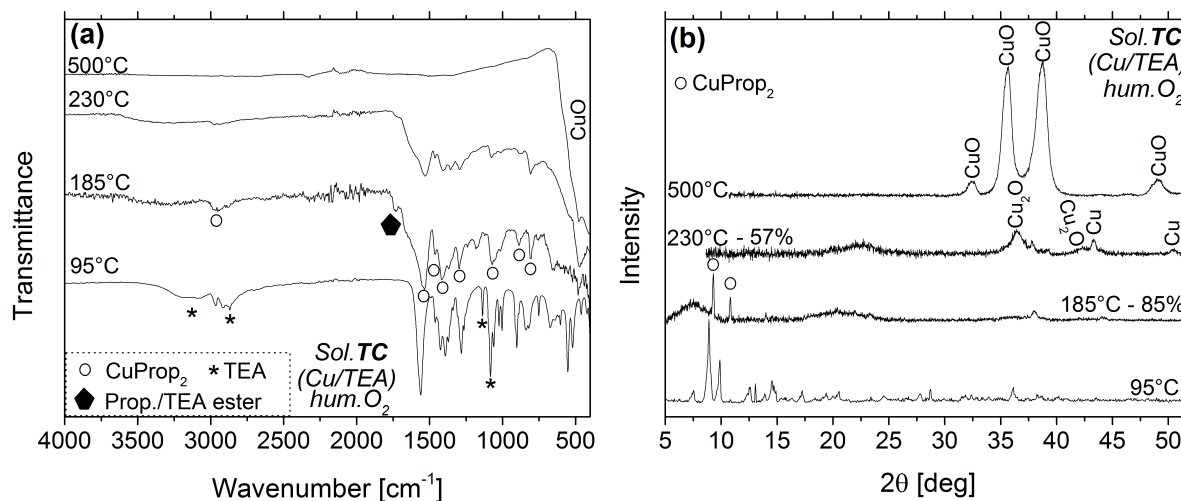 (a)
500°C
230°C
185°C
95°C
CuO
○ CuProp₂ * TEA
Prop./TEA ester
Sol.TC
(Cu/TEA)
hum.O₂
Transmittance
4000 3500 3000 2500 2000 1500 1000 500
Wavenumber [cm⁻¹]
(b)
○ CuProp₂
CuO
CuO
CuO
CuO
Sol.TC
(Cu/TEA)
hum.O₂
500°C
Cu₂O
Cu₂O
Cu
Cu
230°C - 57%
185°C - 85%
95°C
Intensity
5 10 15 20 25 30 35 40 45 50
2θ [deg]